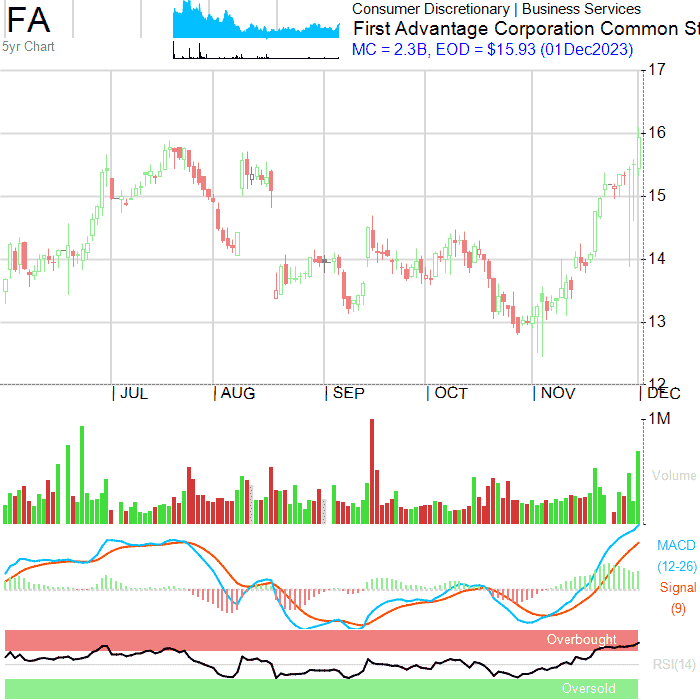 FA
5yr Chart
Consumer Discretionary | Business Services
First Advantage Corporation Common St
MC = 2.3B, EOD = $15.93 (01Dec2023)
17
16
15
14
13
12
| JUL | AUG | SEP | OCT | NOV | DEC
1M
Volume
MACD
(12-26)
Signal
(9)
Overbought
RSI(14)
Oversold